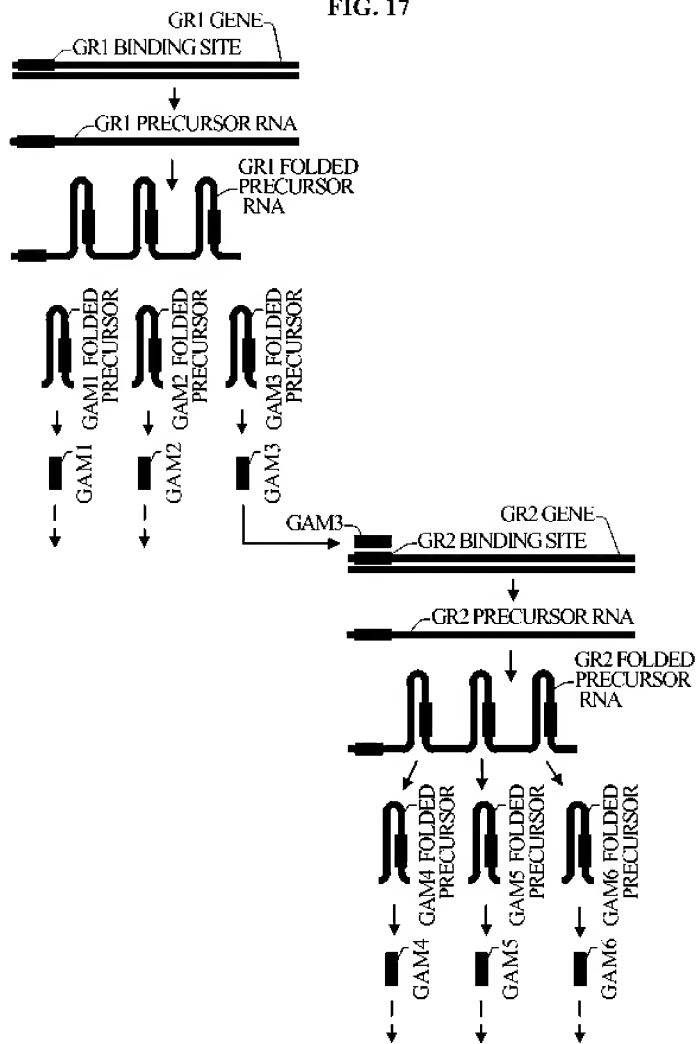 FIG. 17
GR1 GENE
GR1 BINDING SITE
GR1 PRECURSOR RNA
GR1 FOLDED
PRECURSOR
RNA
GAM1 FOLDED
PRECURSOR
GAM2 FOLDED
PRECURSOR
GAM3 FOLDED
PRECURSOR
GAM1
GAM2
GAM3
GAM3
GR2 GENE
GR2 BINDING SITE
GR2 PRECURSOR RNA
GR2 FOLDED
PRECURSOR
RNA
GAM4 FOLDED
PRECURSOR
GAM5 FOLDED
PRECURSOR
GAM6 FOLDED
PRECURSOR
GAM4
GAM5
GAM6